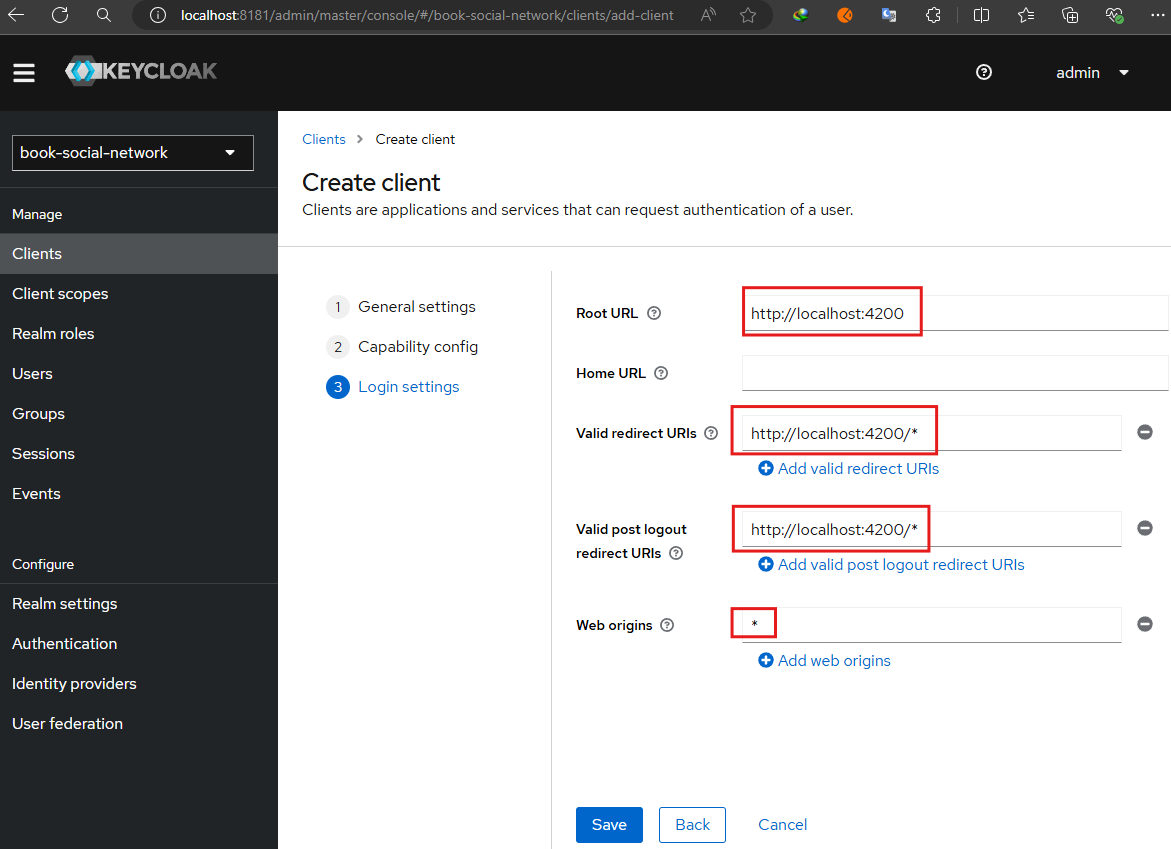 localhost:8181/admin/master/console/#/book-social-network/clients/add-client
KEYCLOAK
admin
book-social-network
Manage
Clients
Client scopes
Realm roles
Users
Groups
Sessions
Events
Configure
Realm settings
Authentication
Identity providers
User federation
Clients > Create client
Create client
Clients are applications and services that can request authentication of a user.
1 General settings
2 Capability config
3 Login settings
Root URL
http://localhost:4200
Home URL
Valid redirect URIs
http://localhost:4200/*
Add valid redirect URIs
Valid post logout
redirect URIs
http://localhost:4200/*
Add valid post logout redirect URIs
Web origins
*
Add web origins
Save
Back
Cancel